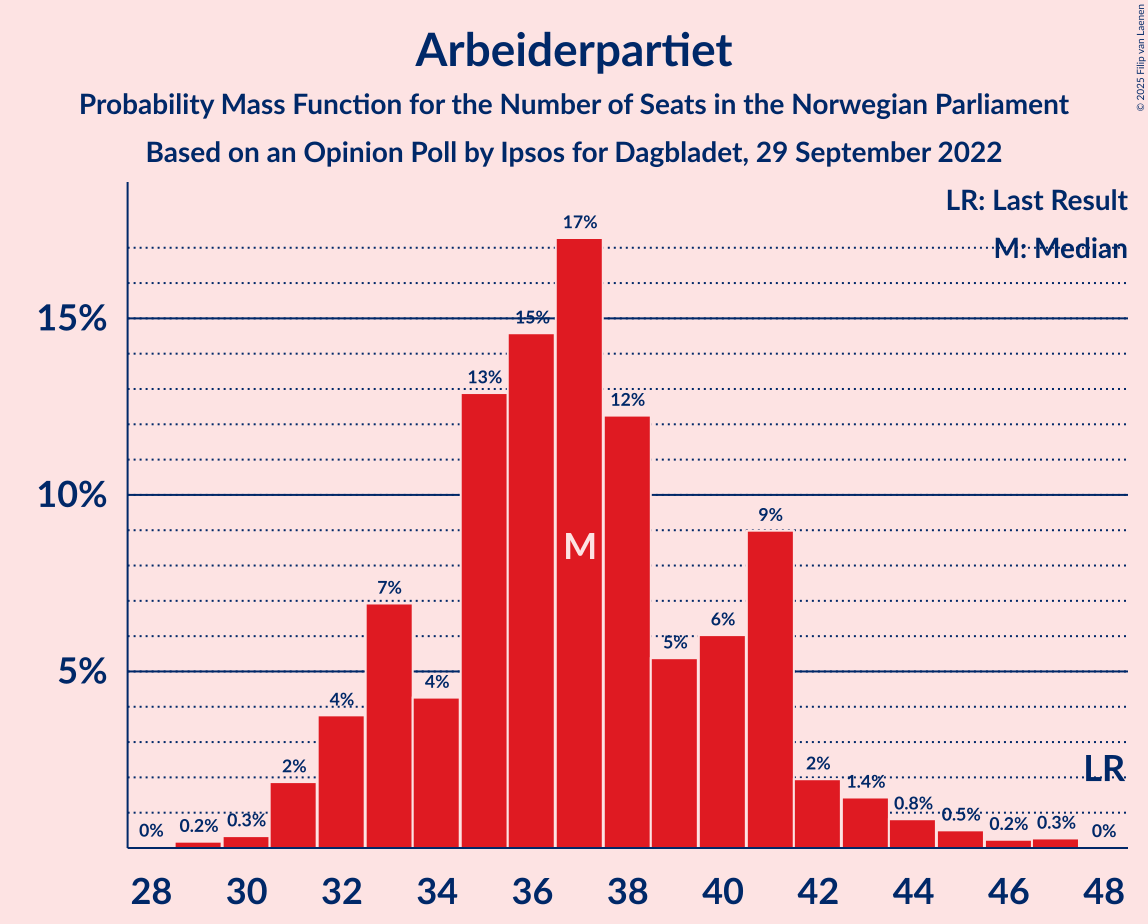 Arbeiderpartiet
Probability Mass Function for the Number of Seats in the Norwegian Parliament
Based on an Opinion Poll by Ipsos for Dagbladet, 29 September 2022
© 2025 Filip van Laenen
LR: Last Result
M: Median
15%
10%
5%
0%
0.2%
0.3%
2%
4%
7%
4%
13%
15%
17%
12%
5%
6%
9%
2%
1.4%
0.8%
0.5%
0.2%
0.3%
0%
M
LR
28 30 32 34 36 38 40 42 44 46 48